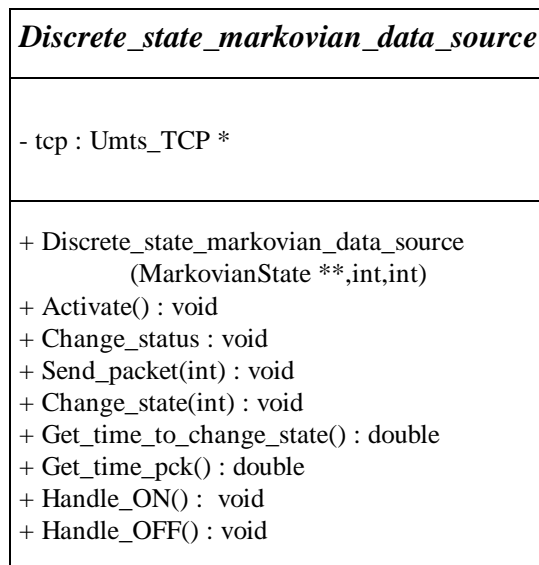 Discrete_state_markovian_data_source
- tcp : Umts_TCP *
+ Discrete_state_markovian_data_source
(MarkovianState **,int,int)
+ Activate() : void
+ Change_status : void
+ Send_packet(int) : void
+ Change_state(int) : void
+ Get_time_to_change_state() : double
+ Get_time_pck() : double
+ Handle_ON() :  void
+ Handle_OFF() : void